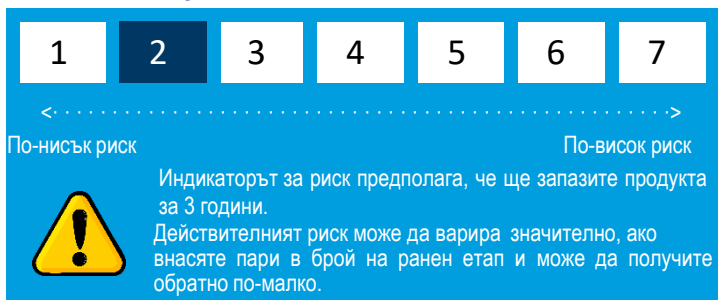 1 2 3 4 5 6 7
По-нисък риск По-висок риск
Индикаторът за риск предполага, че ще запазите продукта
за 3 години.
Действителният риск може да варира значително, ако
внасяте пари в брой на ранен етап и може да получите
обратно по-малко.